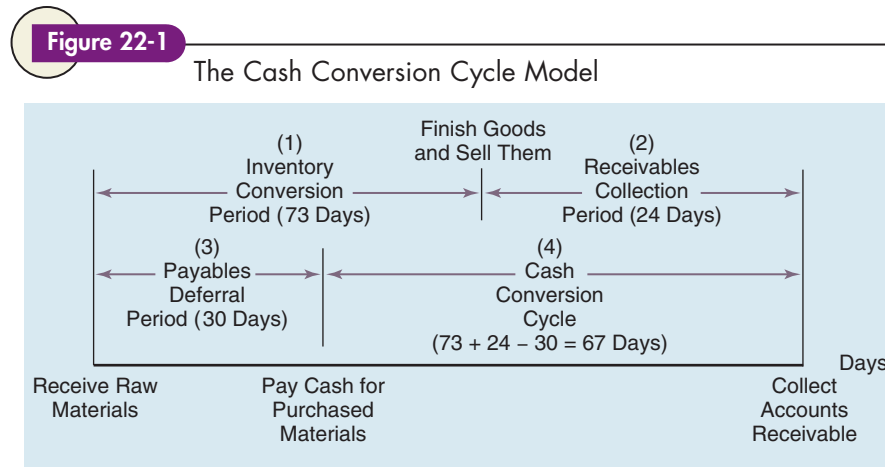 Figure 22-1
The Cash Conversion Cycle Model
(1)
Inventory
Conversion
Period (73 Days)
Finish Goods
and Sell Them
(2)
Receivables
Collection
Period (24 Days)
(3)
Payables
Deferral
Period (30 Days)
(4)
Cash
Conversion
Cycle
(73 + 24 − 30 = 67 Days)
Days
Receive Raw
Materials
Pay Cash for
Purchased
Materials
Collect
Accounts
Receivable